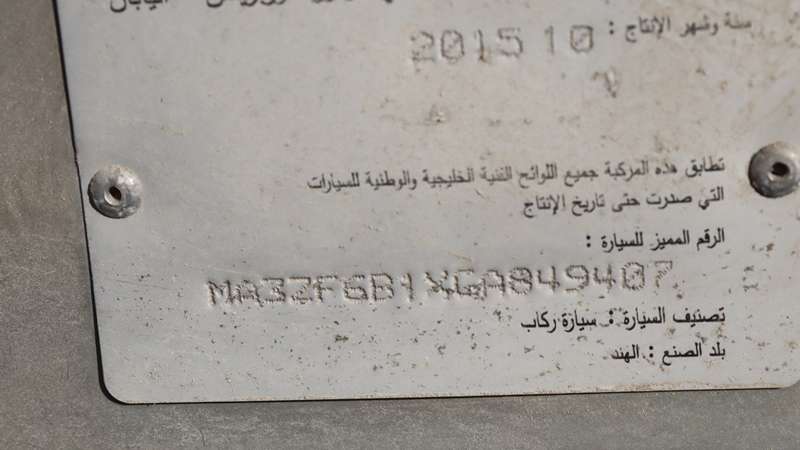 اليابان
سنة وشهر الإنتاج : 2015 10
تطابق هذه المركبة جميع اللوائح الفنية الخليجية والوطنية للسيارات
التي صدرت حتى تاريخ الإنتاج
الرقم المميز للسيارة :
MA3ZF6B1XGA849407
تصنيف السيارة : سيارة ركاب
بلد الصنع : الهند